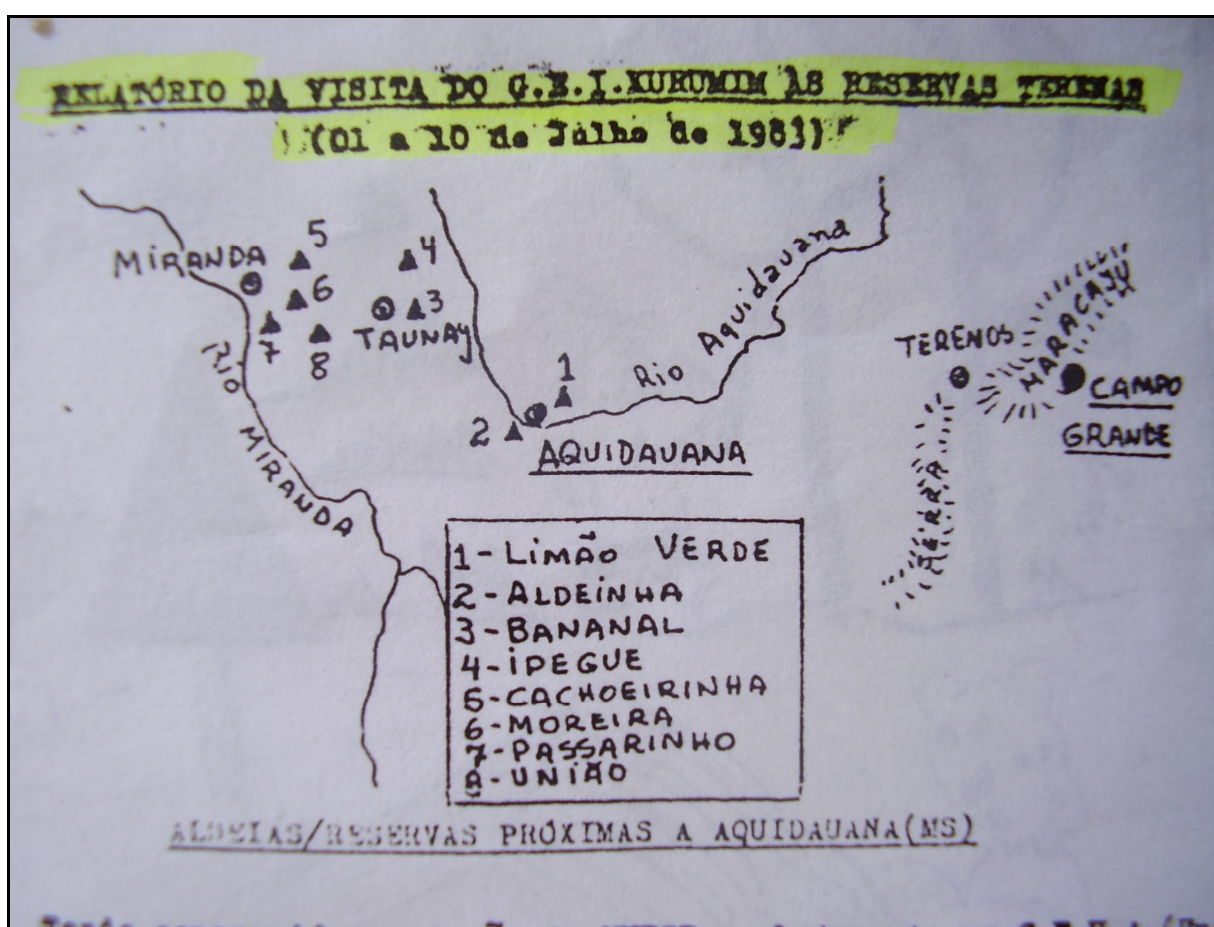 RELATÓRIO DA VISITA DO G.E.I.KURUMIM ÀS RESERVAS TERENAS
(01 a 10 de Julho de 1983)
MIRANDA
5
4
6
3
TAUNAY
7
8
RIO MIRANDA
1
2
AQUIDAUANA
Rio Aquidauana
TERENOS
SERRA MARACAJU
CAMPO
GRANDE
1-LIMÃO VERDE
2-ALDEINHA
3-BANANAL
4-IPEGUE
5-CACHOEIRINHA
6-MOREIRA
7-PASSARINHO
8-UNIÃO
ALDEIAS/RESERVAS PRÓXIMAS A AQUIDAUANA(MS)